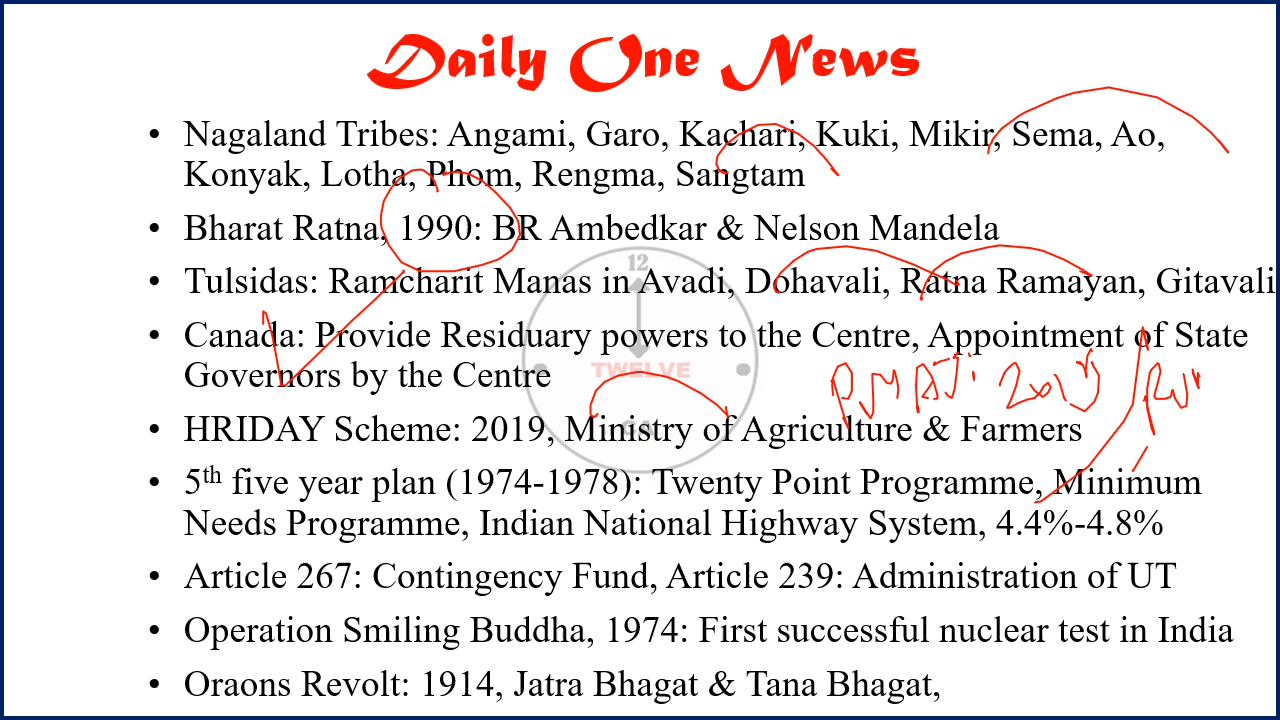 Daily One News
• Nagaland Tribes: Angami, Garo, Kachari, Kuki, Mikir, Sema, Ao,
Konyak, Lotha, Phom, Rengma, Sangtam
• Bharat Ratna, 1990: BR Ambedkar & Nelson Mandela
• Tulsidas: Ramcharit Manas in Avadi, Dohavali, Ratna Ramayan, Gitavali
12
• Canada: Provide Residuary powers to the Centre, Appointment of State
Governors by the Centre
TWELVE
• HRIDAY Scheme: 2019, Ministry of Agriculture & Farmers
• 5th five year plan (1974-1978): Twenty Point Programme, Minimum
Needs Programme, Indian National Highway System, 4.4%-4.8%
• Article 267: Contingency Fund, Article 239: Administration of UT
• Operation Smiling Buddha, 1974: First successful nuclear test in India
• Oraons Revolt: 1914, Jatra Bhagat & Tana Bhagat,